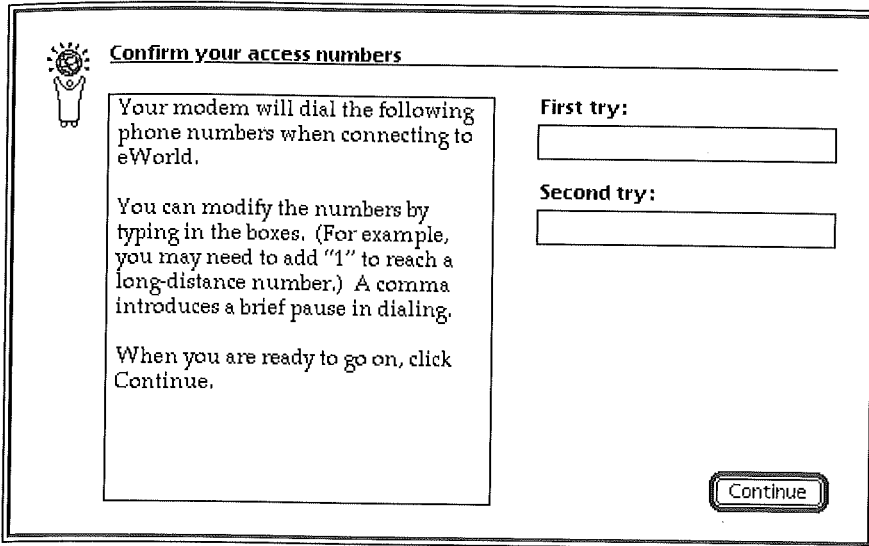 Confirm your access numbers
Your modem will dial the following
phone numbers when connecting to
eWorld.
You can modify the numbers by
typing in the boxes. (For example,
you may need to add "1" to reach a
long-distance number.) A comma
introduces a brief pause in dialing.
When you are ready to go on, click
Continue.
First try:
Second try:
Continue